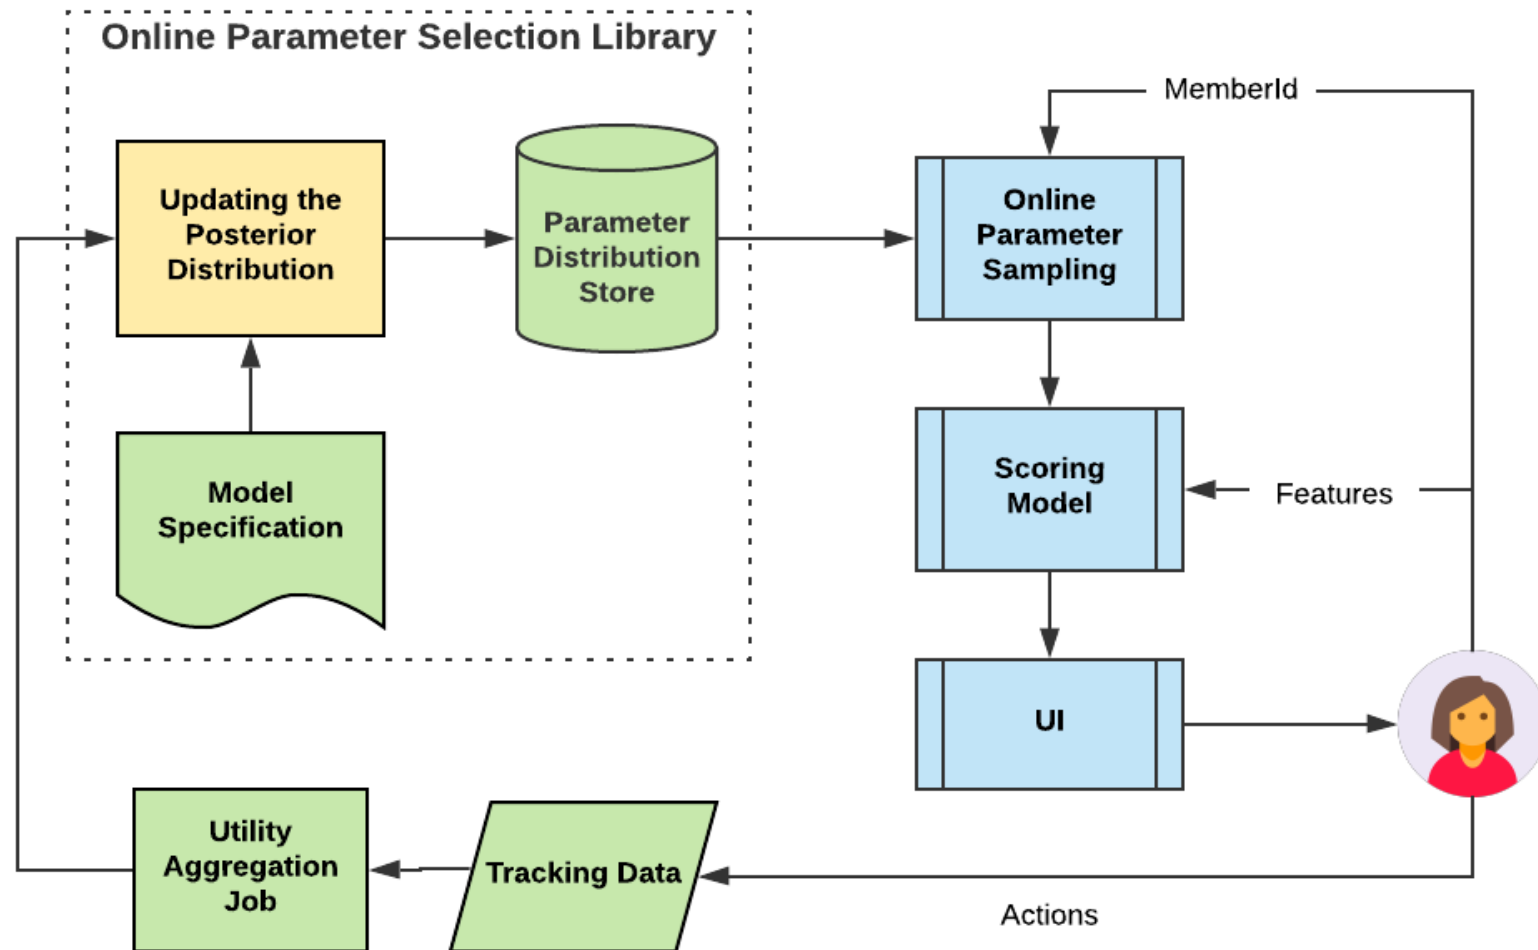 Online Parameter Selection Library
MemberId
Updating the
Posterior
Distribution
Parameter
Distribution
Store
Online
Parameter
Sampling
Model
Specification
Scoring
Model
Features
UI
Utility
Aggregation
Job
Tracking Data
Actions